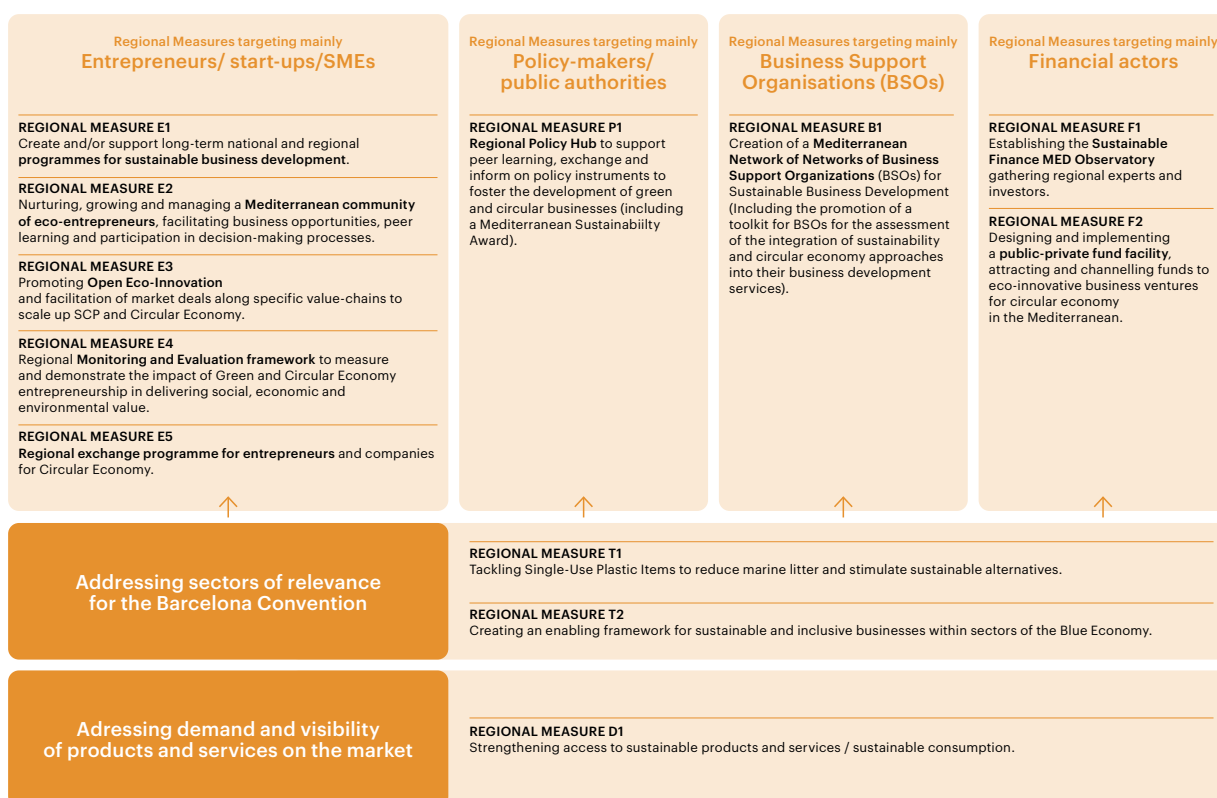 Regional Measures targeting mainly
Entrepreneurs/ start-ups/SMEs
REGIONAL MEASURE E1
Create and/or support long-term national and regional
programmes for sustainable business development.
REGIONAL MEASURE E2
Nurturing, growing and managing a Mediterranean community
of eco-entrepreneurs, facilitating business opportunities, peer
learning and participation in decision-making processes.
REGIONAL MEASURE E3
Promoting Open Eco-Innovation
and facilitation of market deals along specific value-chains to
scale up SCP and Circular Economy.
REGIONAL MEASURE E4
Regional Monitoring and Evaluation framework to measure
and demonstrate the impact of Green and Circular Economy
entrepreneurship in delivering social, economic and
environmental value.
REGIONAL MEASURE E5
Regional exchange programme for entrepreneurs and companies
for Circular Economy.
Regional Measures targeting mainly
Policy-makers/
public authorities
REGIONAL MEASURE P1
Regional Policy Hub to support
peer learning, exchange and
inform on policy instruments to
foster the development of green
and circular businesses (including
a Mediterranean Sustainabiilty
Award).
Regional Measures targeting mainly
Business Support
Organisations (BSOs)
REGIONAL MEASURE B1
Creation of a Mediterranean
Network of Networks of Business
Support Organizations (BSOs) for
Sustainable Business Development
(Including the promotion of a
toolkit for BSOs for the assessment
of the integration of sustainability
and circular economy approaches
into their business development
services).
Regional Measures targeting mainly
Financial actors
REGIONAL MEASURE F1
Establishing the Sustainable
Finance MED Observatory
gathering regional experts and
investors.
REGIONAL MEASURE F2
Designing and implementing
a public-private fund facility,
attracting and channelling funds to
eco-innovative business ventures
for circular economy
in the Mediterranean.
Addressing sectors of relevance
for the Barcelona Convention
REGIONAL MEASURE T1
Tackling Single-Use Plastic Items to reduce marine litter and stimulate sustainable alternatives.
REGIONAL MEASURE T2
Creating an enabling framework for sustainable and inclusive businesses within sectors of the Blue Economy.
Adressing demand and visibility
of products and services on the market
REGIONAL MEASURE D1
Strengthening access to sustainable products and services / sustainable consumption.